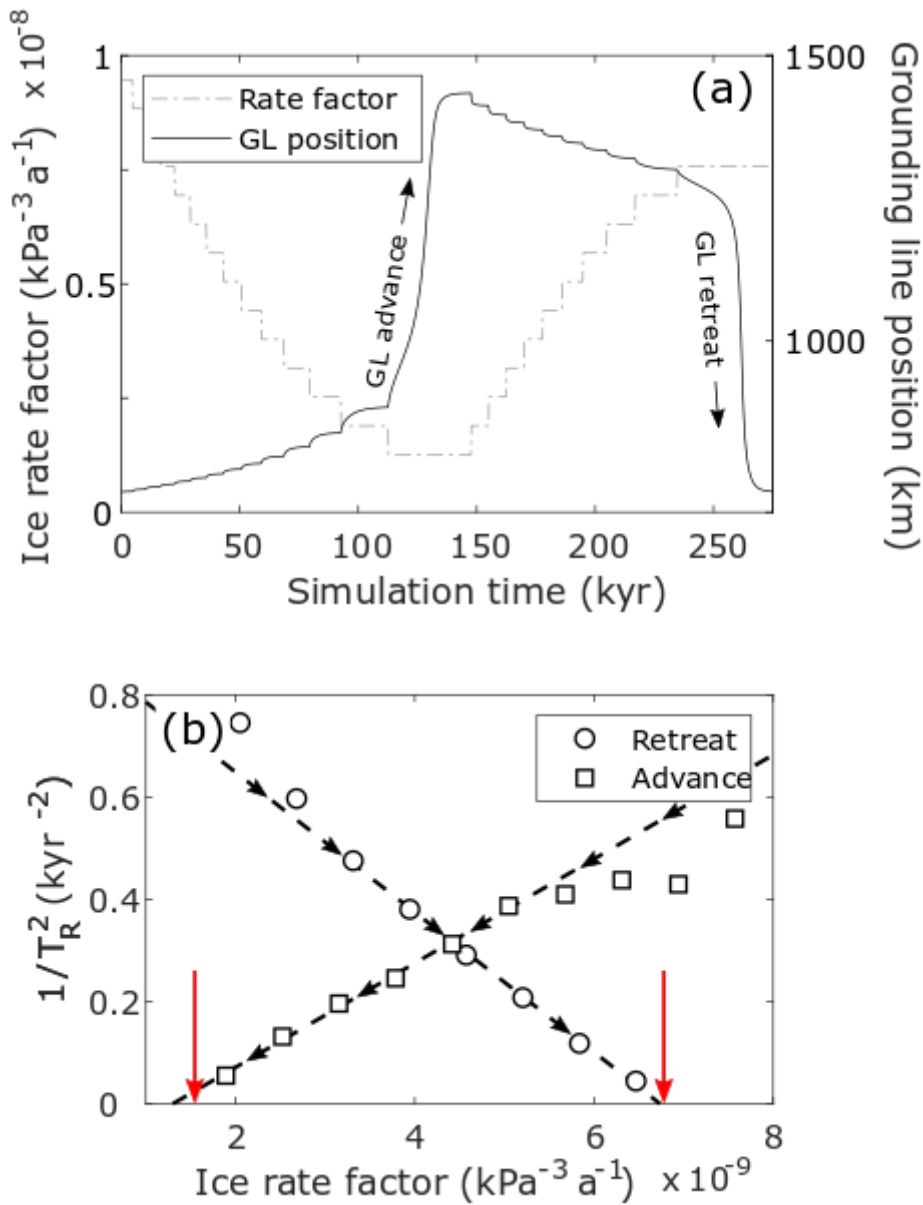 Ice rate factor (kPa⁻³ a⁻¹) × 10⁻⁸
1
0.5
0
Rate factor
GL position
(a)
GL advance
GL retreat
1500
1000
Grounding line position (km)
0 50 100 150 200 250
Simulation time (kyr)
1/T_R² (kyr ⁻²)
0.8
0.6
0.4
0.2
0
(b)
Retreat
Advance
2 4 6 8
Ice rate factor (kPa⁻³ a⁻¹) × 10⁻⁹